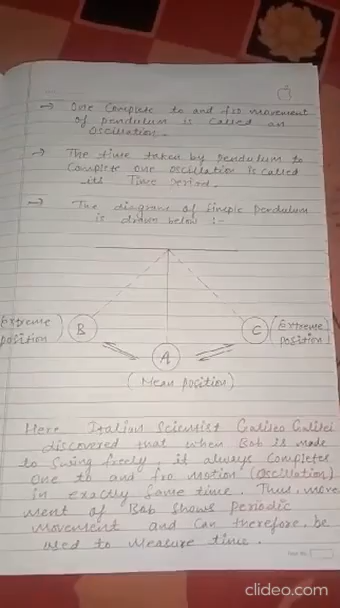 → One Complete to and fro movement
of pendulum is called an
oscillation.
→ The time taken by pendulum to
Complete one oscillation is called
its Time Period.
→ The diagram of simple pendulum
is drawn below :-
(Extreme position) B
C (Extreme position)
A
(Mean position)
Here Italian Scientist Galileo Galilei
discovered that when Bob is made
to Swing freely it always completes
One to and fro motion (Oscillation)
in exactly same time. Thus, move
ment of Bob shows periodic
movement and can therefore, be
used to measure time.
clideo.com